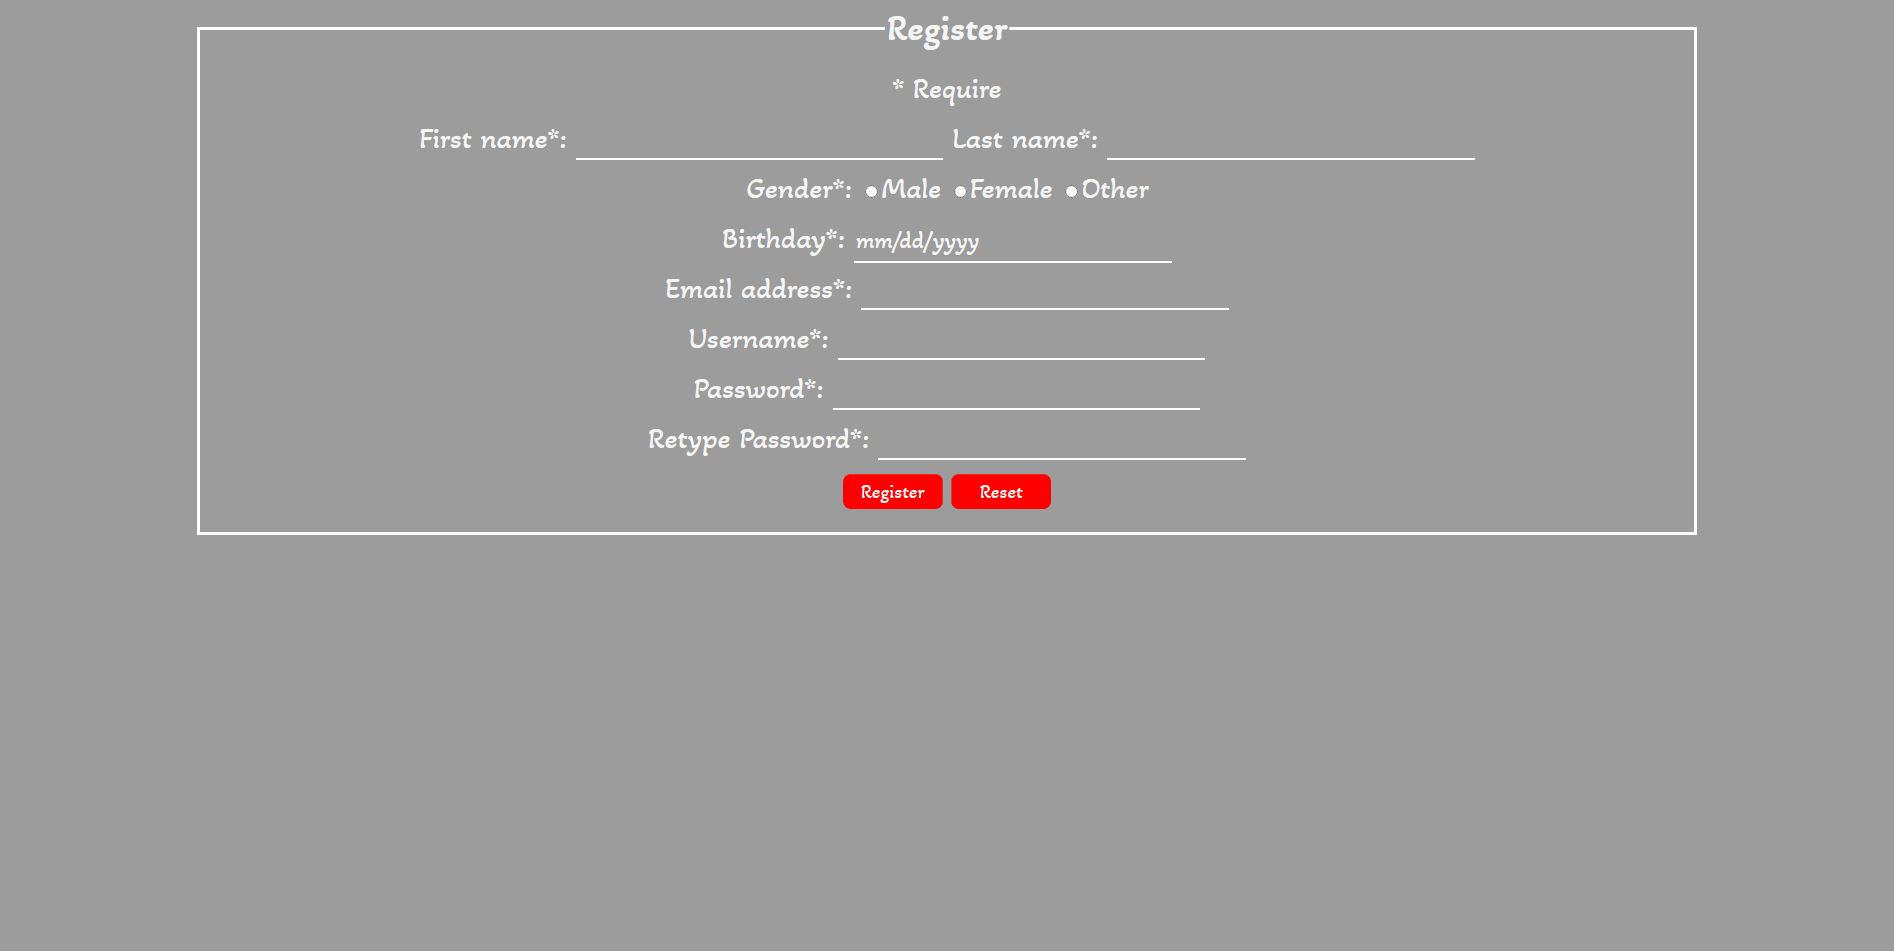 Register
* Require
First name*: Last name*:
Gender*: Male Female Other
Birthday*: mm/dd/yyyy
Email address*:
Username*:
Password*:
Retype Password*:
Register Reset